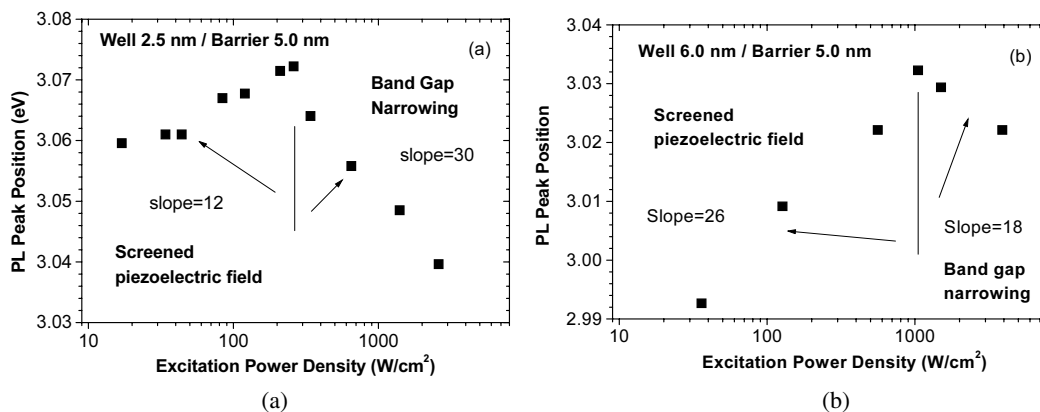 Well 2.5 nm / Barrier 5.0 nm
(a)
Band Gap
Narrowing
slope=30
slope=12
Screened
piezoelectric field
PL Peak Position (eV)
3.08
3.07
3.06
3.05
3.04
3.03
10
100
1000
Excitation Power Density (W/cm²)
(a)
Well 6.0 nm / Barrier 5.0 nm
(b)
Screened
piezoelectric field
Slope=26
Slope=18
Band gap
narrowing
PL Peak Position
3.04
3.03
3.02
3.01
3.00
2.99
10
100
1000
Excitation Power Density (W/cm²)
(b)